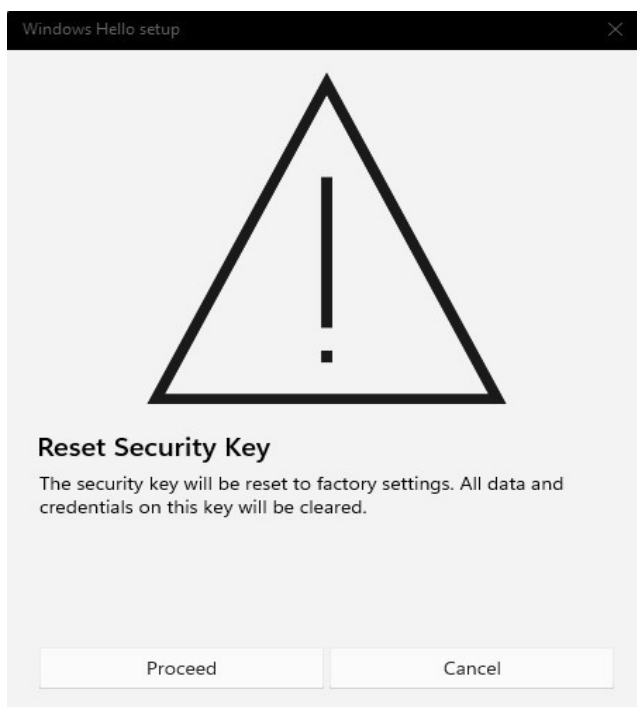 Windows Hello setup
Reset Security Key
The security key will be reset to factory settings. All data and
credentials on this key will be cleared.
Proceed
Cancel